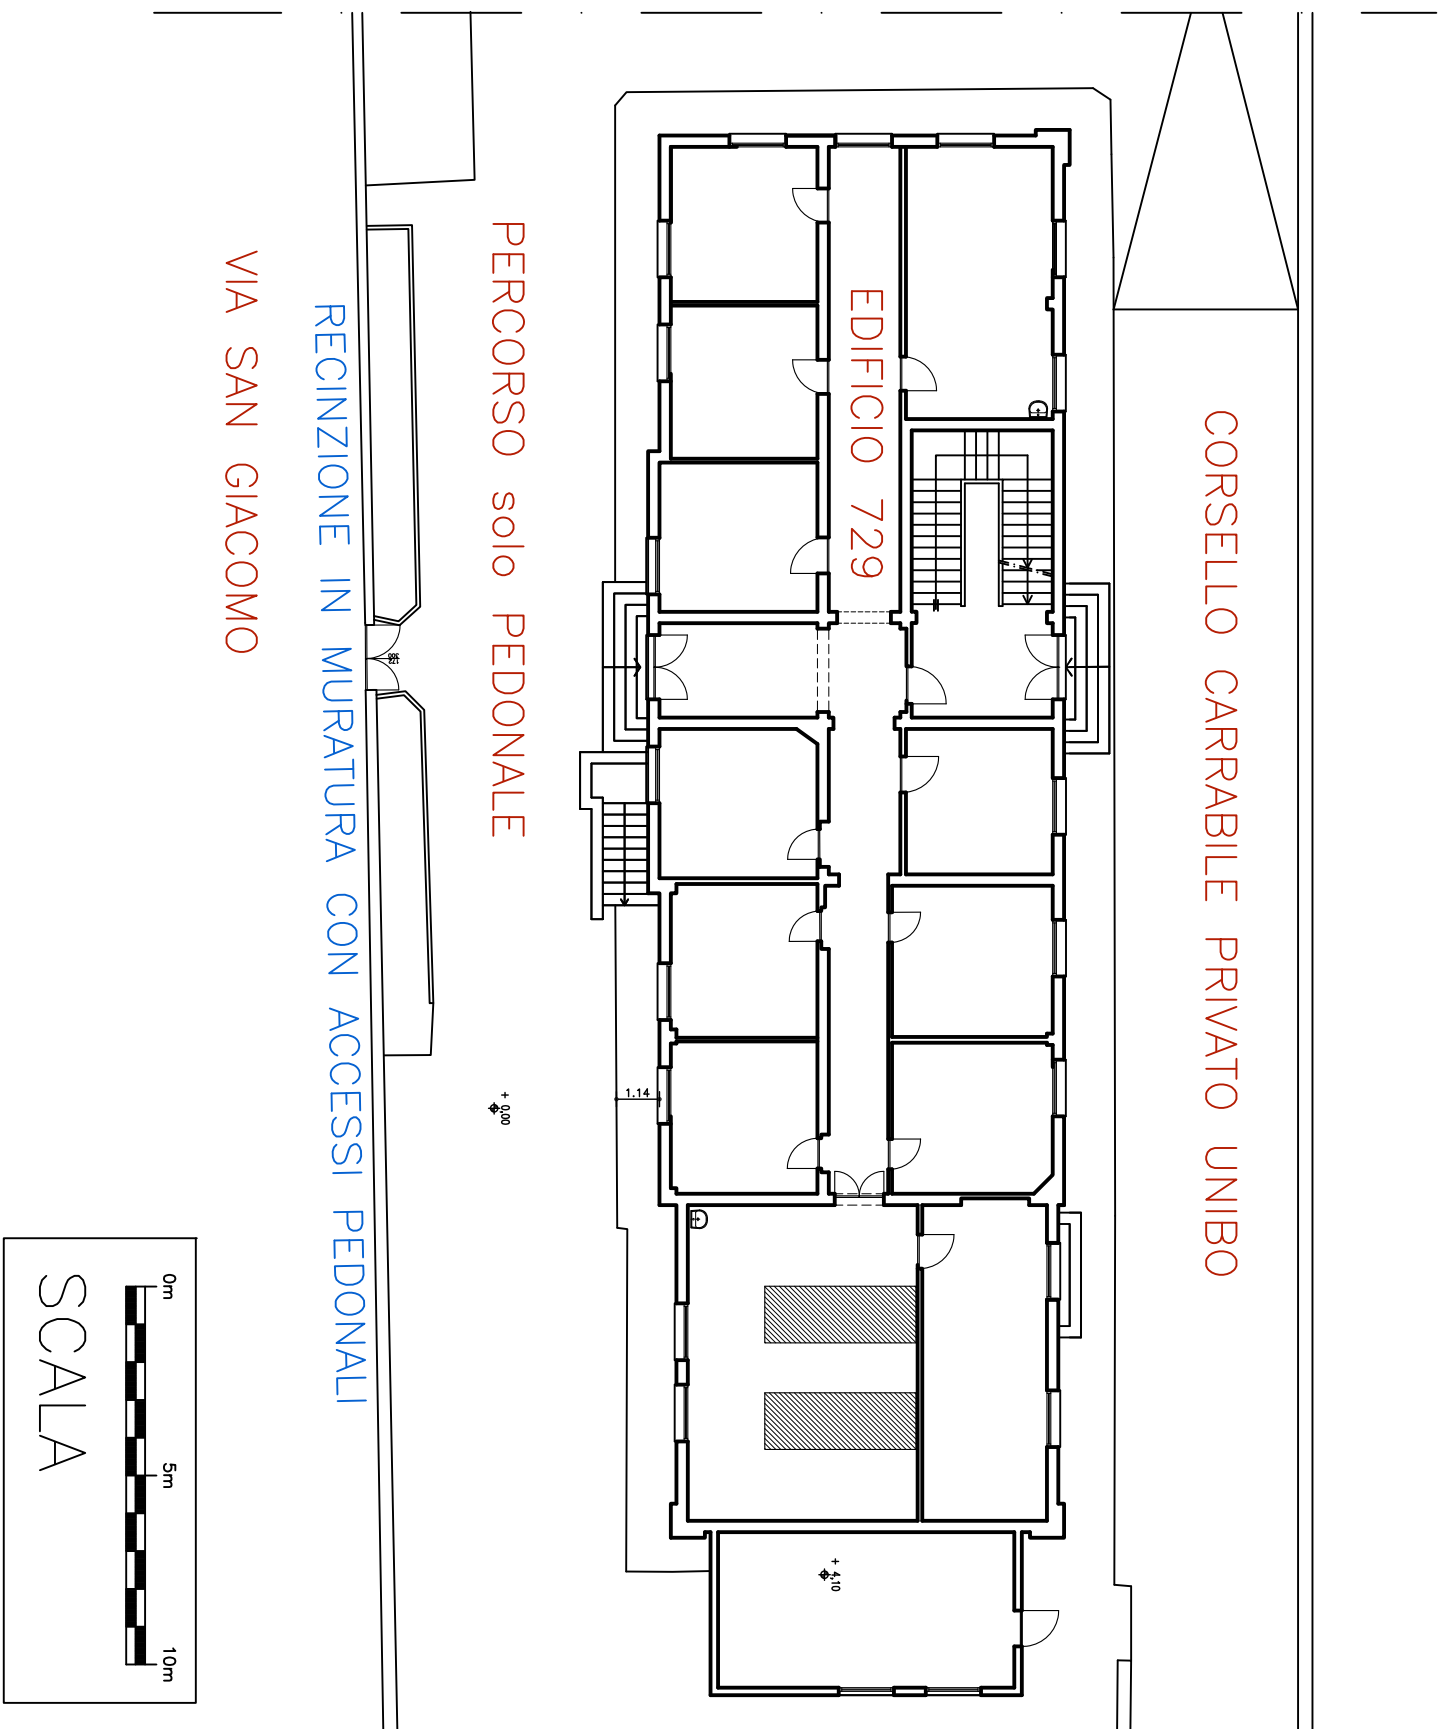 CORSELLO CARRABILE PRIVATO UNIBO
EDIFICIO 729
PERCORSO solo PEDONALE
RECINZIONE IN MURATURA CON ACCESSI PEDONALI
VIA SAN GIACOMO
1.14
+ 0,00
+ 4,10
0m 5m 10m
SCALA